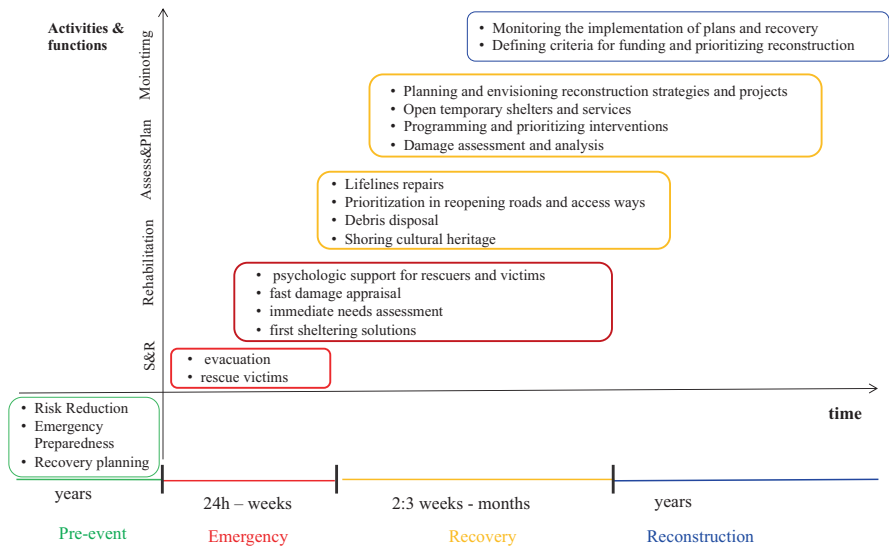 Activities &
functions
Moinotirng
Assess&Plan
Rehabilitation
S&R
• Monitoring the implementation of plans and recovery
• Defining criteria for funding and prioritizing reconstruction
• Planning and envisioning reconstruction strategies and projects
• Open temporary shelters and services
• Programming and prioritizing interventions
• Damage assessment and analysis
• Lifelines repairs
• Prioritization in reopening roads and access ways
• Debris disposal
• Shoring cultural heritage
• psychologic support for rescuers and victims
• fast damage appraisal
• immediate needs assessment
• first sheltering solutions
• evacuation
• rescue victims
time
• Risk Reduction
• Emergency
Preparedness
• Recovery planning
years
24h – weeks
2:3 weeks - months
years
Pre-event
Emergency
Recovery
Reconstruction